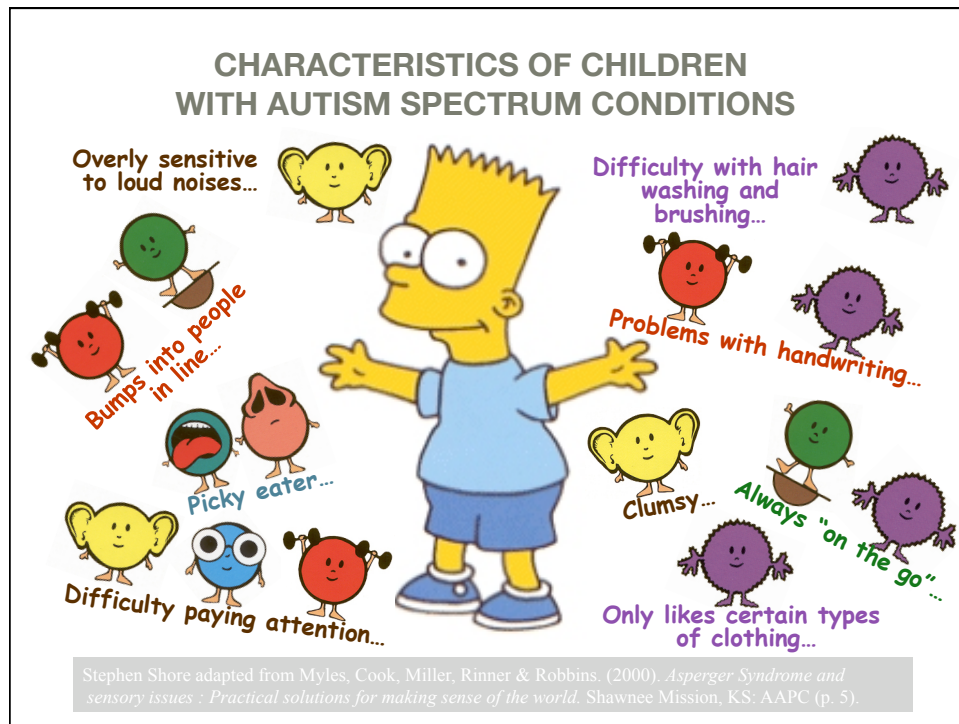 CHARACTERISTICS OF CHILDREN
WITH AUTISM SPECTRUM CONDITIONS
Overly sensitive
to loud noises…
Difficulty with hair
washing and
brushing…
Bumps into people
in line…
Problems with handwriting…
Picky eater…
Clumsy…
Always "on the go"…
Difficulty paying attention…
Only likes certain types
of clothing…
Stephen Shore adapted from Myles, Cook, Miller, Rinner & Robbins. (2000). Asperger Syndrome and
sensory issues : Practical solutions for making sense of the world. Shawnee Mission, KS: AAPC (p. 5).